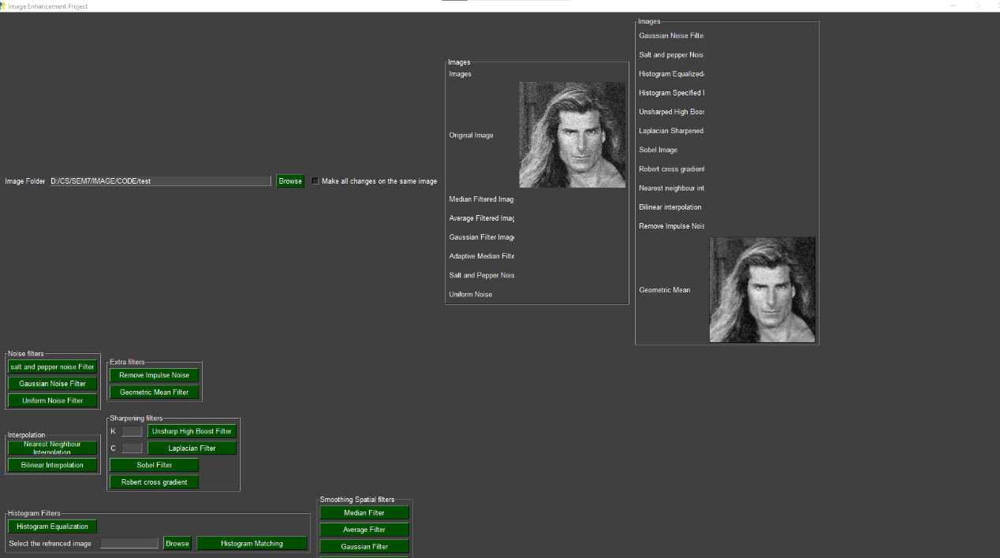 Image Enhancement Project
Images
Gaussian Noise Filte
Salt and pepper Nois
Histogram Equalized
Histogram Specified I
Unsharped High Boos
Laplacian Sharpened
Sobel Image
Robert cross gradient
Nearest neighbour int
Bilinear interpolation
Remove Impulse Nois
Geometric Mean
Images
Images
Original Image
Median Filtered Imag
Average Filtered Imag
Gaussian Filter Image
Adaptive Median Filte
Salt and Pepper Nois
Uniform Noise
Image Folder D:/CS/SEM7/IMAGE/CODE/test Browse Make all changes on the same image
Noise filters
salt and pepper noise Filter
Gaussian Noise Filter
Uniform Noise Filter
Extra filters
Remove Impulse Noise
Geometric Mean Filter
Interpolation
Nearest Neighbour
Interpolation
Bilinear Interpolation
Sharpening filters
K Unsharp High Boost Filter
C Laplacian Filter
Sobel Filter
Robert cross gradient
Histogram Filters
Histogram Equalization
Select the refrenced image Browse Histogram Matching
Smoothing Spatial filters
Median Filter
Average Filter
Gaussian Filter